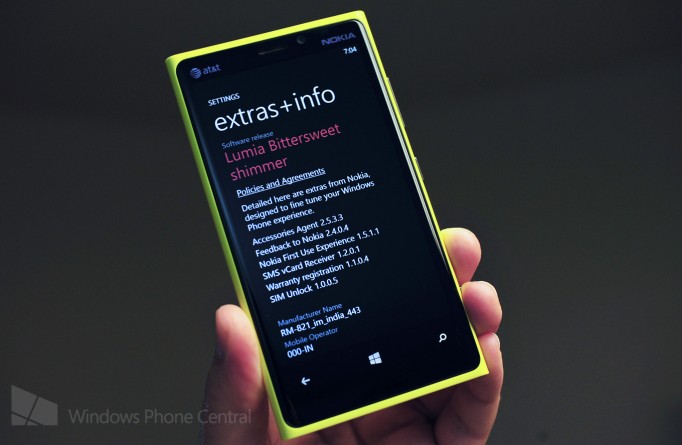 at&t
NOKIA
7:04
SETTINGS
extras+info
Software release
Lumia Bittersweet
shimmer
Policies and Agreements
Detailed here are extras from Nokia,
designed to fine tune your Windows
Phone experience.
Accessories Agent 2.5.3.3
Feedback to Nokia 2.4.0.4
Nokia First Use Experience 1.5.1.1
SMS vCard Receiver 1.2.0.1
Warranty registration 1.1.0.4
SIM Unlock 1.0.0.5
Manufacturer Name
RM-821_im_india_443
Mobile Operator
000-IN
Windows Phone Central